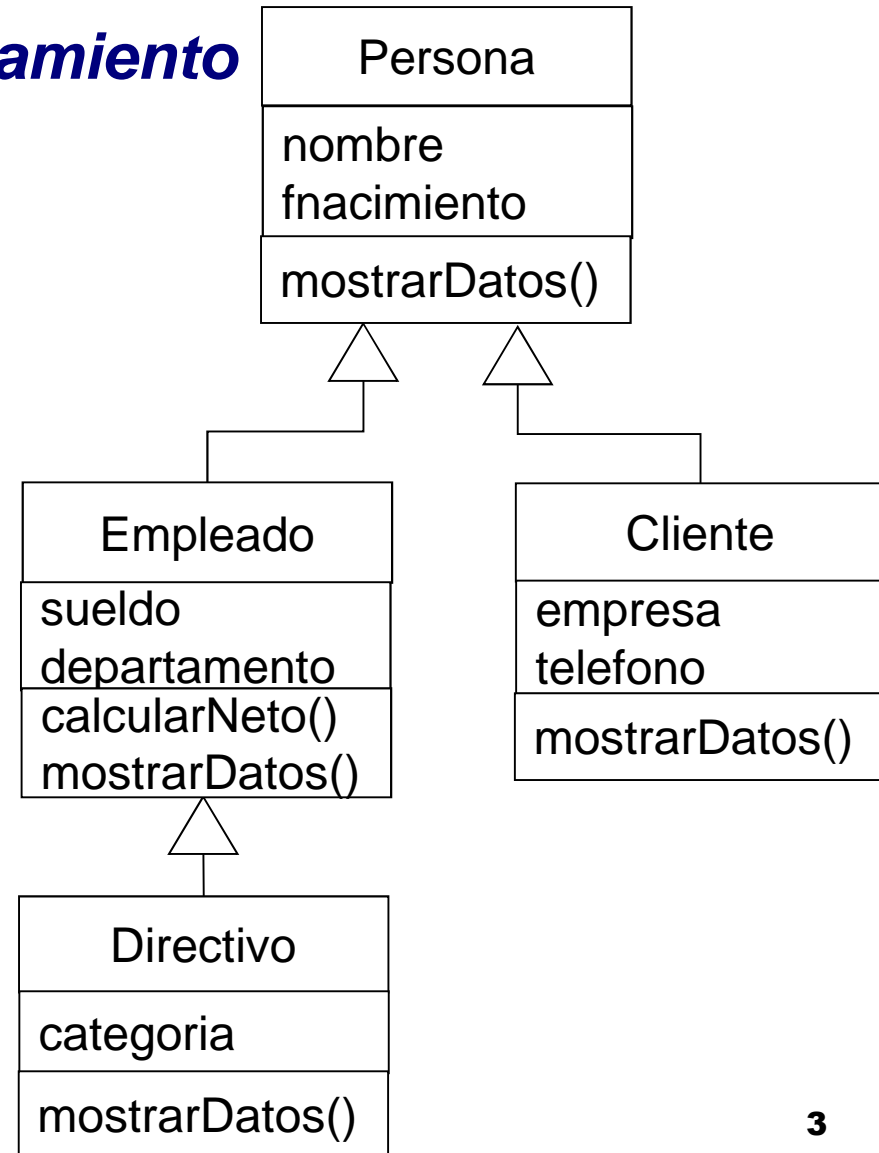 amiento
Persona
nombre
fnacimiento
mostrarDatos()
Empleado
sueldo
departamento
calcularNeto()
mostrarDatos()
Cliente
empresa
telefono
mostrarDatos()
Directivo
categoria
mostrarDatos()
3